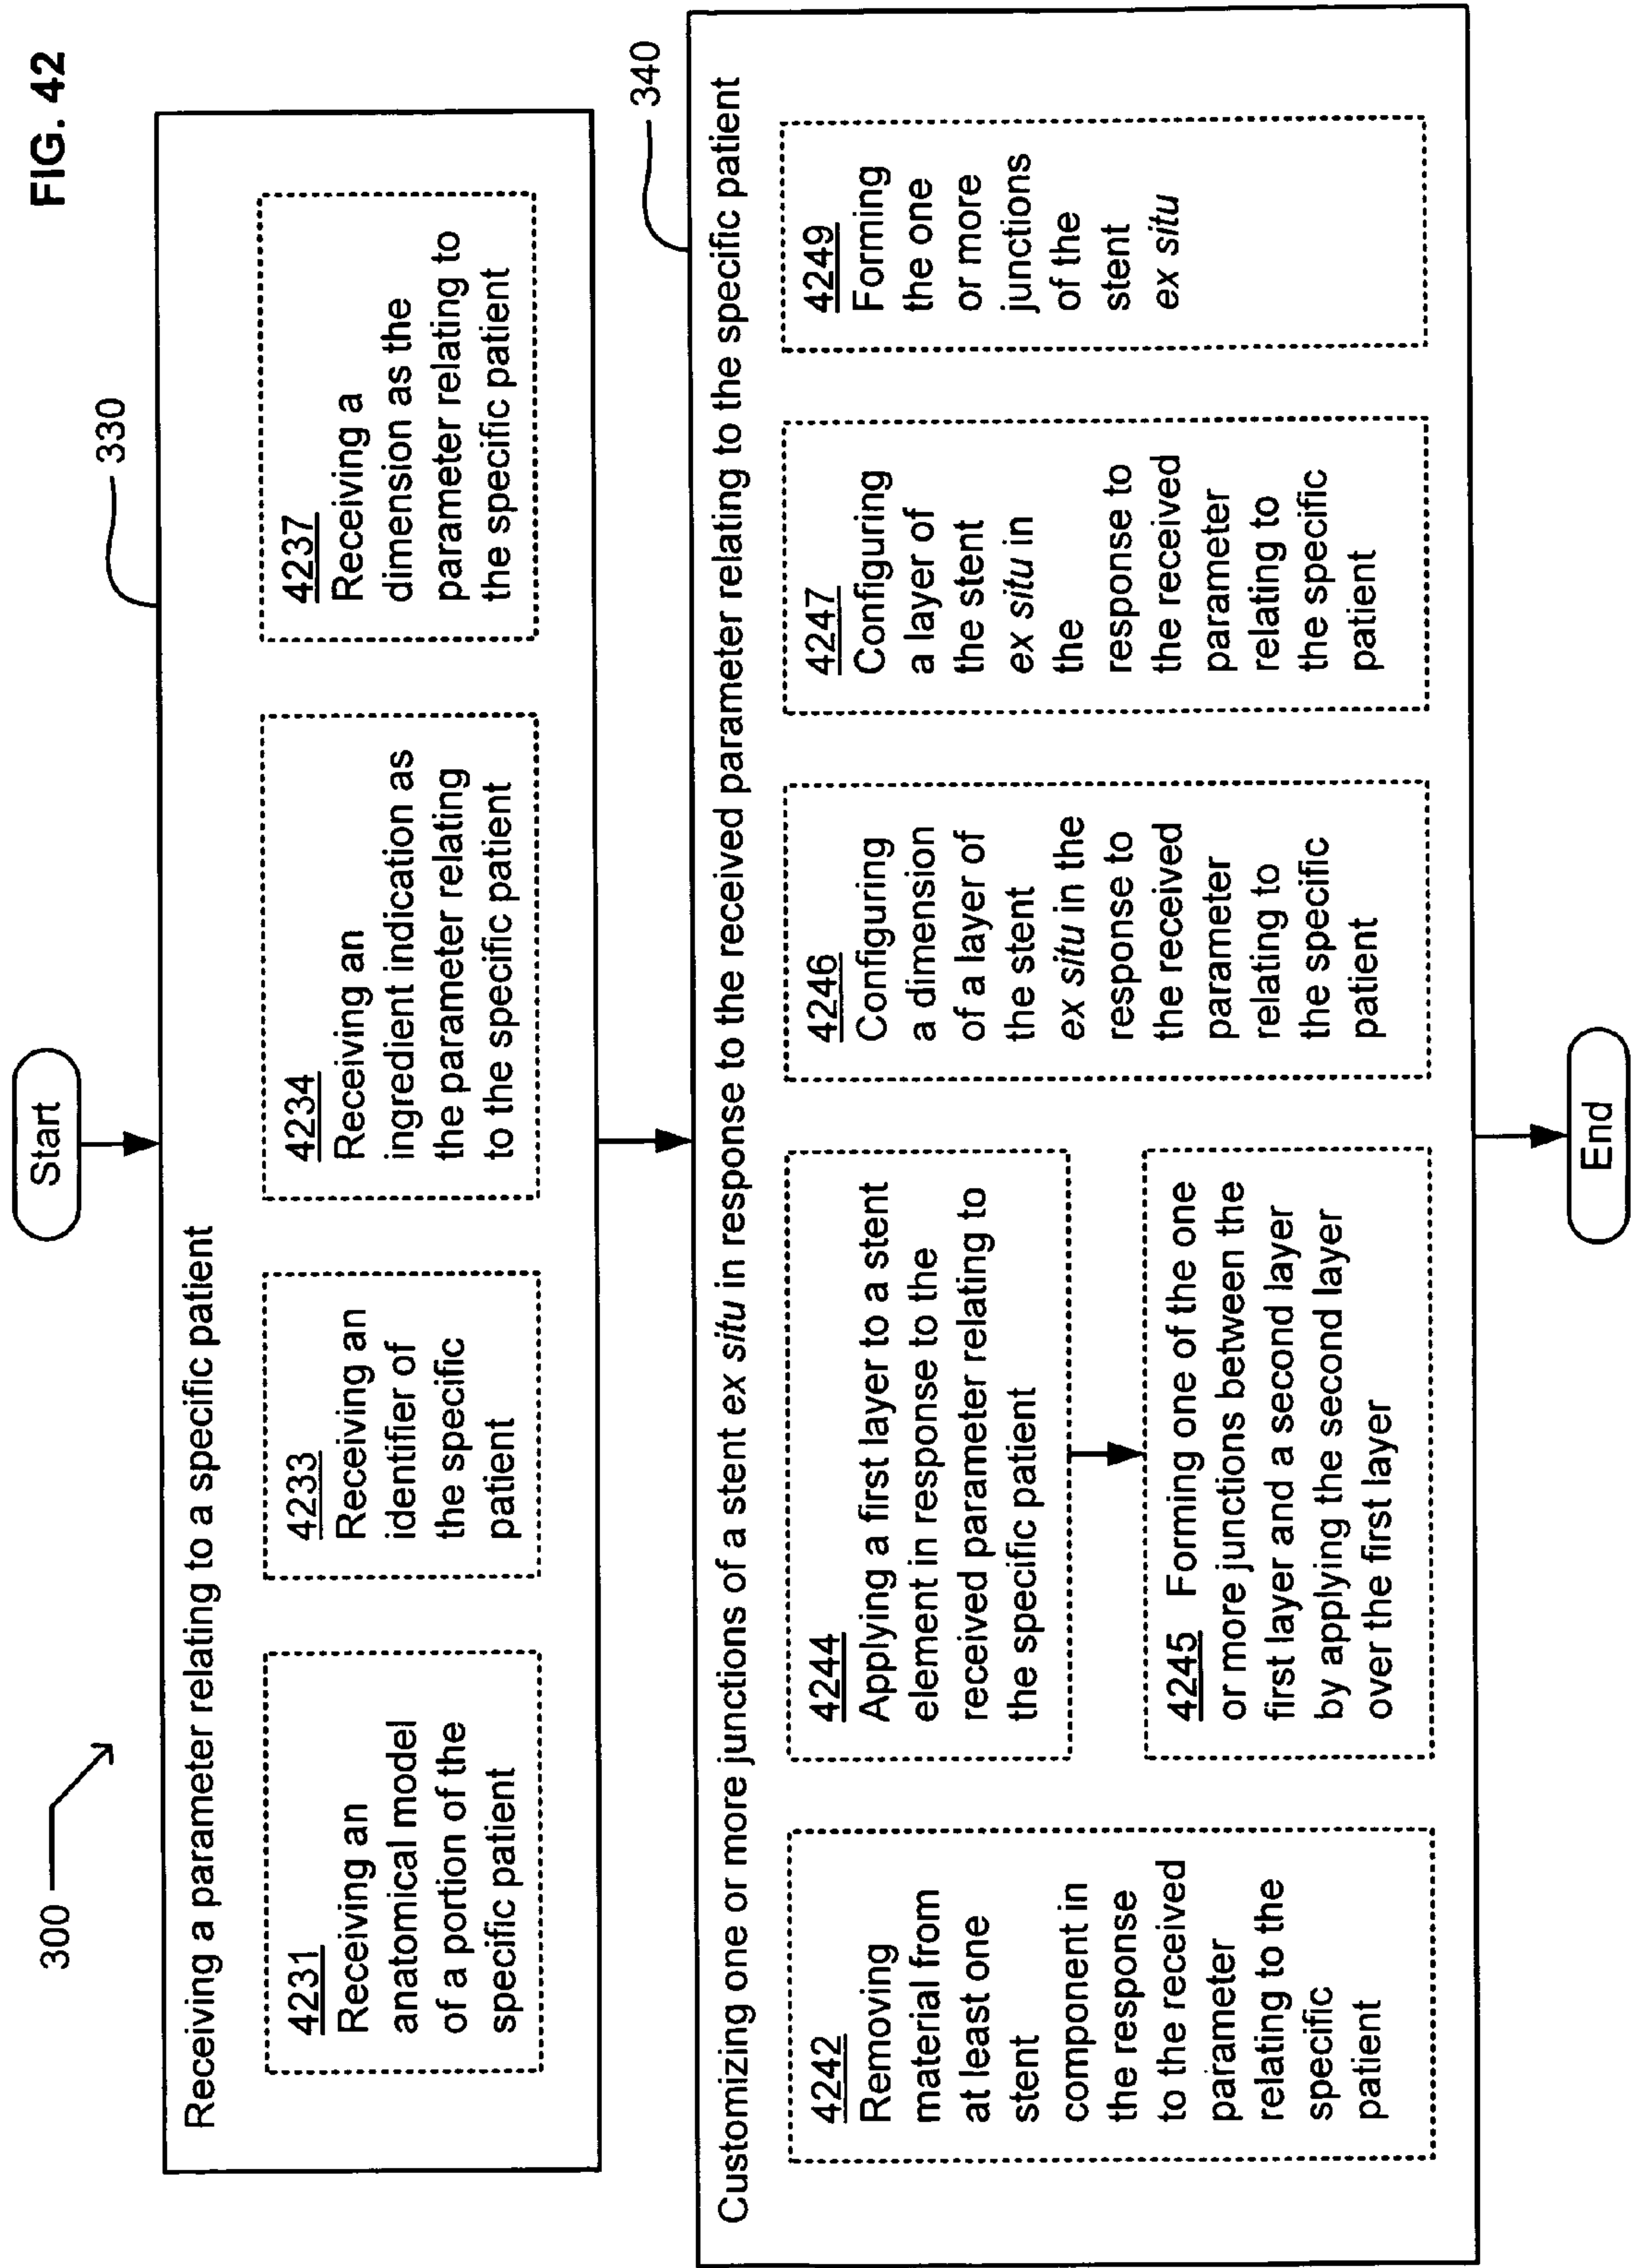 FIG. 42
300
Start
330
Receiving a parameter relating to a specific patient
4231
Receiving an
anatomical model
of a portion of the
specific patient
4233
Receiving an
identifier of
the specific
patient
4234
Receiving an
ingredient indication as
the parameter relating
to the specific patient
4237
Receiving a
dimension as the
parameter relating to
the specific patient
340
Customizing one or more junctions of a stent ex situ in response to the received parameter relating to the specific patient
4242
Removing
material from
at least one
stent
component in
the response
to the received
parameter
relating to the
specific
patient
4244
Applying a first layer to a stent
element in response to the
received parameter relating to
the specific patient
4245 Forming one of the one
or more junctions between the
first layer and a second layer
by applying the second layer
over the first layer
4246
Configuring
a dimension
of a layer of
the stent
ex situ in the
response to
the received
parameter
relating to
the specific
patient
4247
Configuring
a layer of
the stent
ex situ in
the
response to
the received
parameter
relating to
the specific
patient
4249
Forming
the one
or more
junctions
of the
stent
ex situ
End